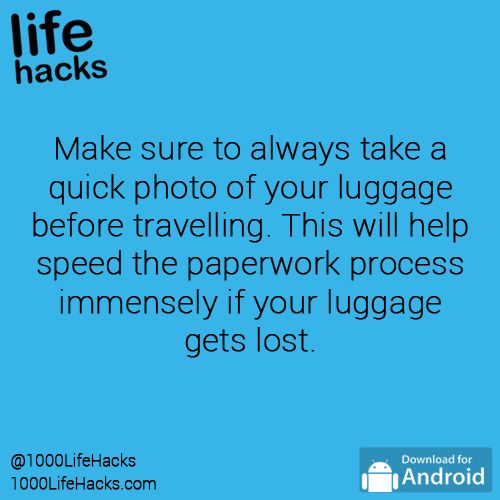 life
hacks
Make sure to always take a
quick photo of your luggage
before travelling. This will help
speed the paperwork process
immensely if your luggage
gets lost.
@1000LifeHacks
1000LifeHacks.com
Download for
Android